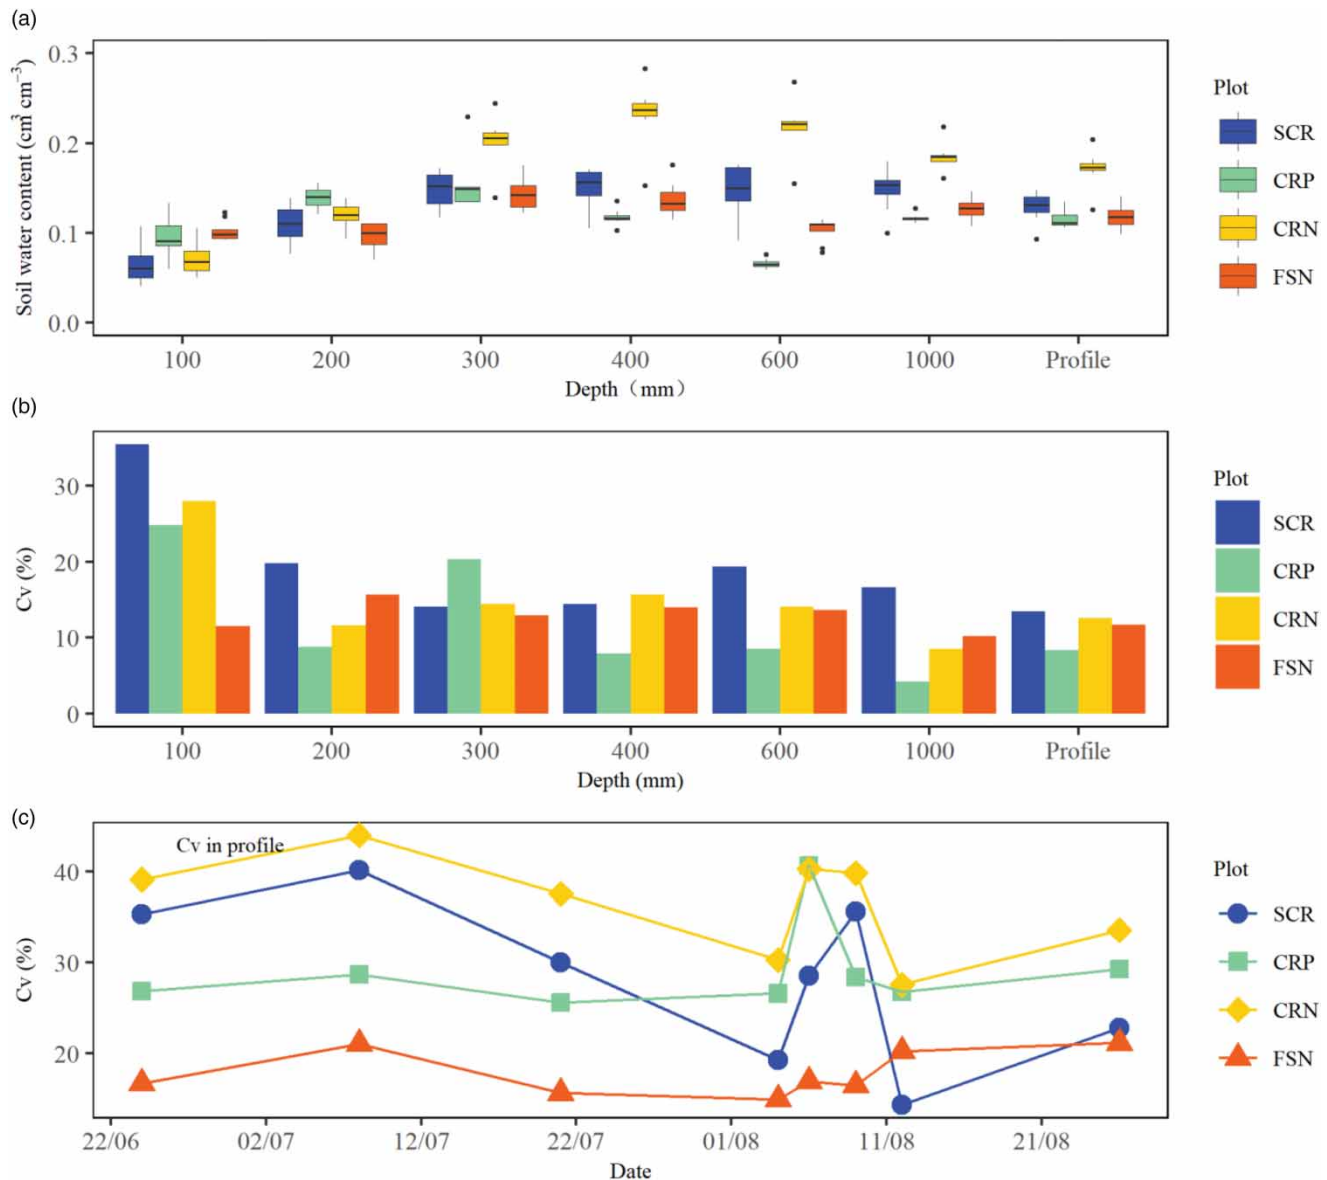 (a)
Soil water content (cm³ cm⁻³)
0.3
0.2
0.1
0.0
100 200 300 400 600 1000 Profile
Depth（mm）
Plot
SCR
CRP
CRN
FSN
(b)
Cv (%)
30
20
10
0
100 200 300 400 600 1000 Profile
Depth (mm)
Plot
SCR
CRP
CRN
FSN
(c)
Cv in profile
Cv (%)
40
30
20
22/06 02/07 12/07 22/07 01/08 11/08 21/08
Date
Plot
SCR
CRP
CRN
FSN